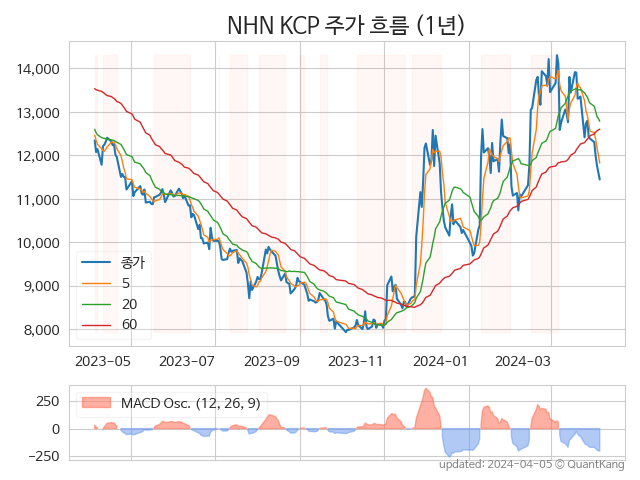 NHN KCP 주가 흐름 (1년)
14,000
13,000
12,000
11,000
10,000
9,000
8,000
종가
5
20
60
2023-05 2023-07 2023-09 2023-11 2024-01 2024-03
250
0
−250
MACD Osc. (12, 26, 9)
updated: 2024-04-05 © QuantKang